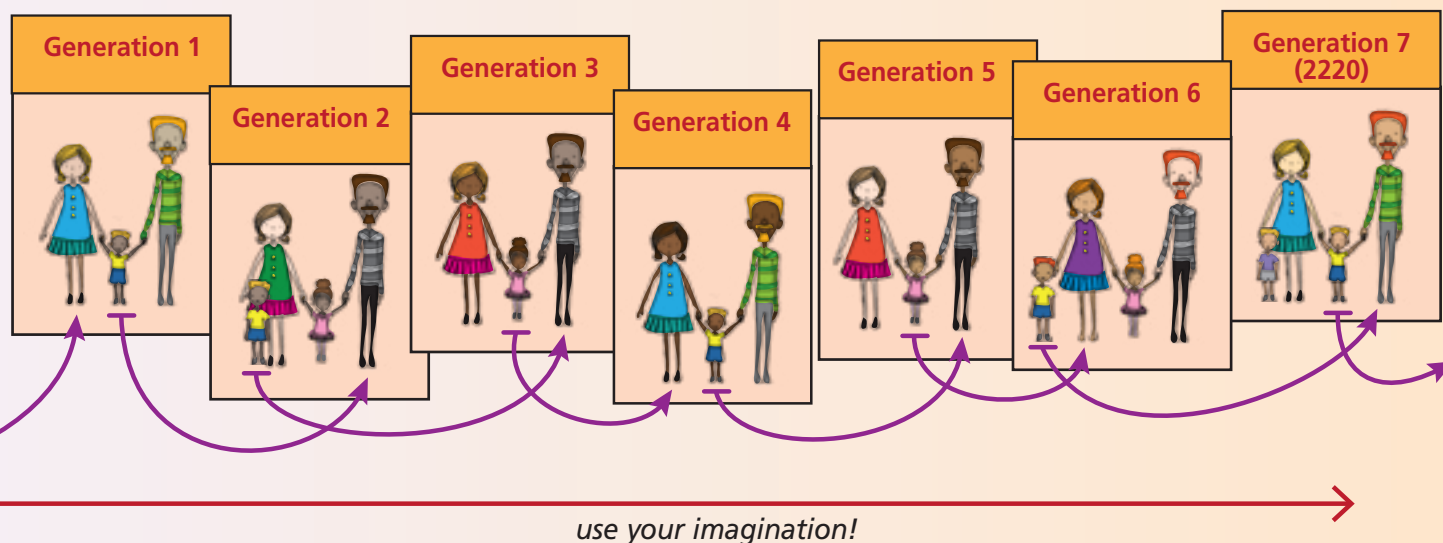 Generation 1
Generation 2
Generation 3
Generation 4
Generation 5
Generation 6
Generation 7
(2220)
use your imagination!